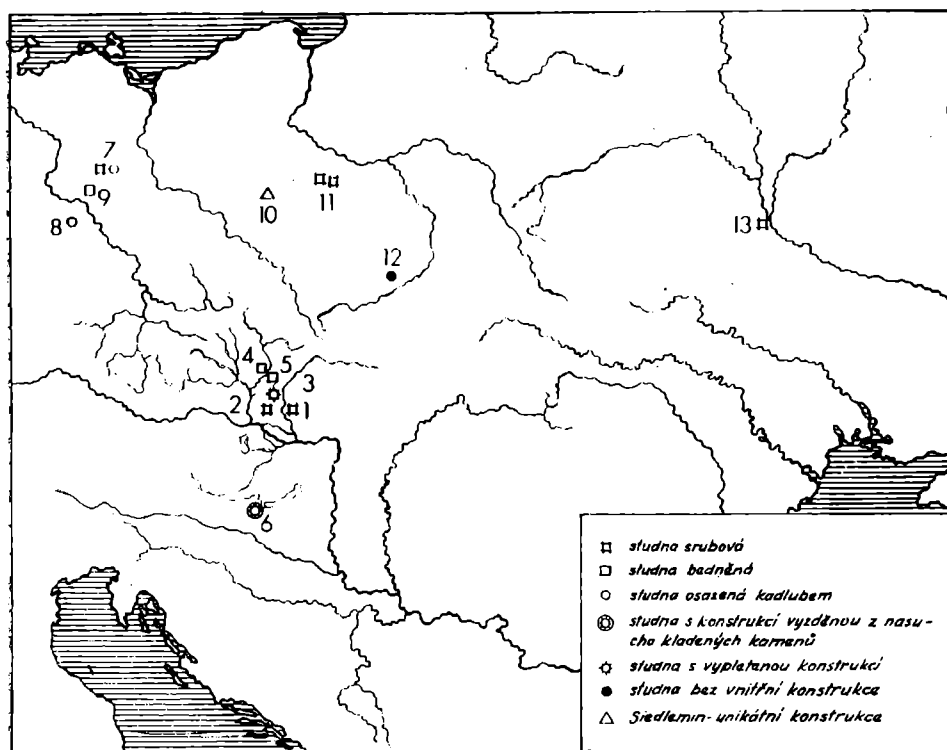 7
9
8
10
11
12
13
4
5
3
2
1
6
studna srubová
studna bedněná
studna osazená kadlubem
studna s konstrukcí vyzděnou z nasu-
cho kladených kamenů
studna s vypletanou konstrukcí
studna bez vnitřní konstrukce
Siedlemin-unikátní konstrukce